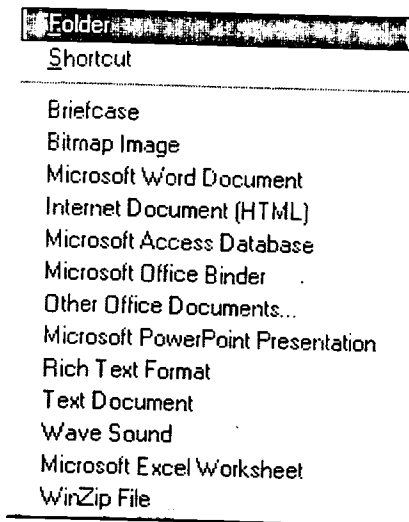 Folder
Shortcut
Briefcase
Bitmap Image
Microsoft Word Document
Internet Document (HTML)
Microsoft Access Database
Microsoft Office Binder
Other Office Documents...
Microsoft PowerPoint Presentation
Rich Text Format
Text Document
Wave Sound
Microsoft Excel Worksheet
WinZip File